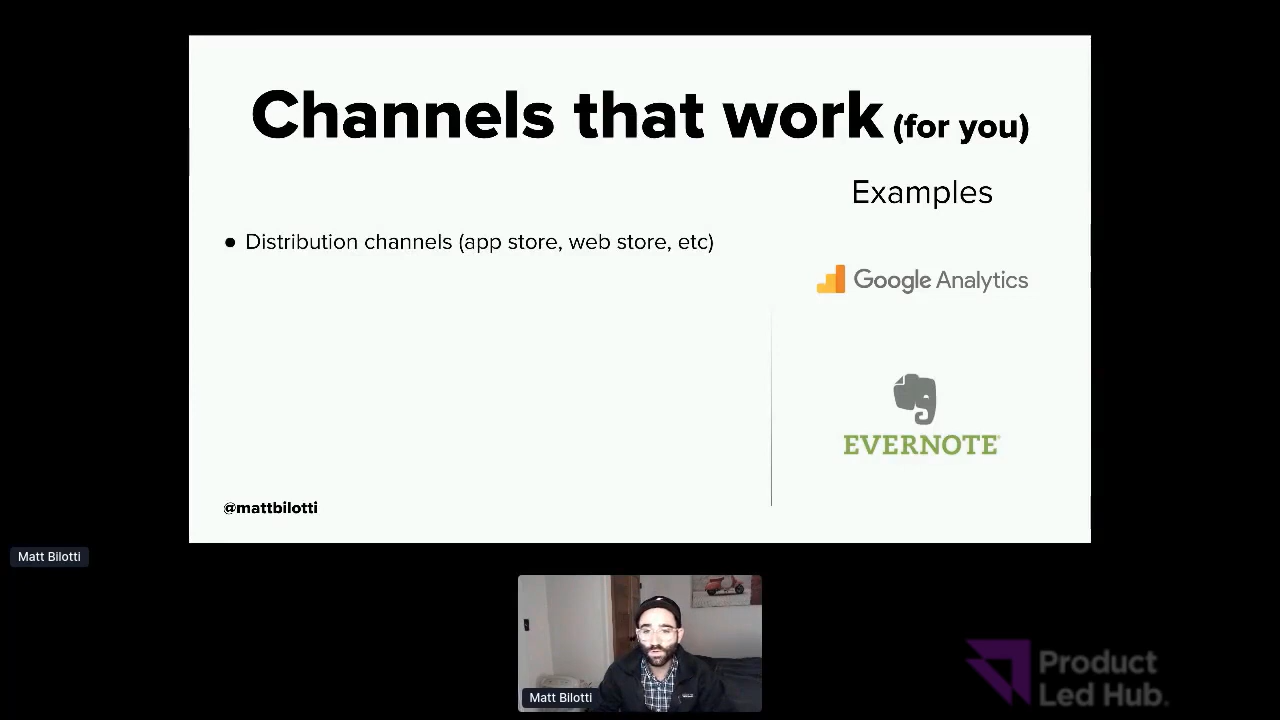 Channels that work (for you)
Examples
● Distribution channels (app store, web store, etc)
Google Analytics
EVERNOTE
@mattbilotti
Matt Bilotti
Matt Bilotti
Product
Led Hub.